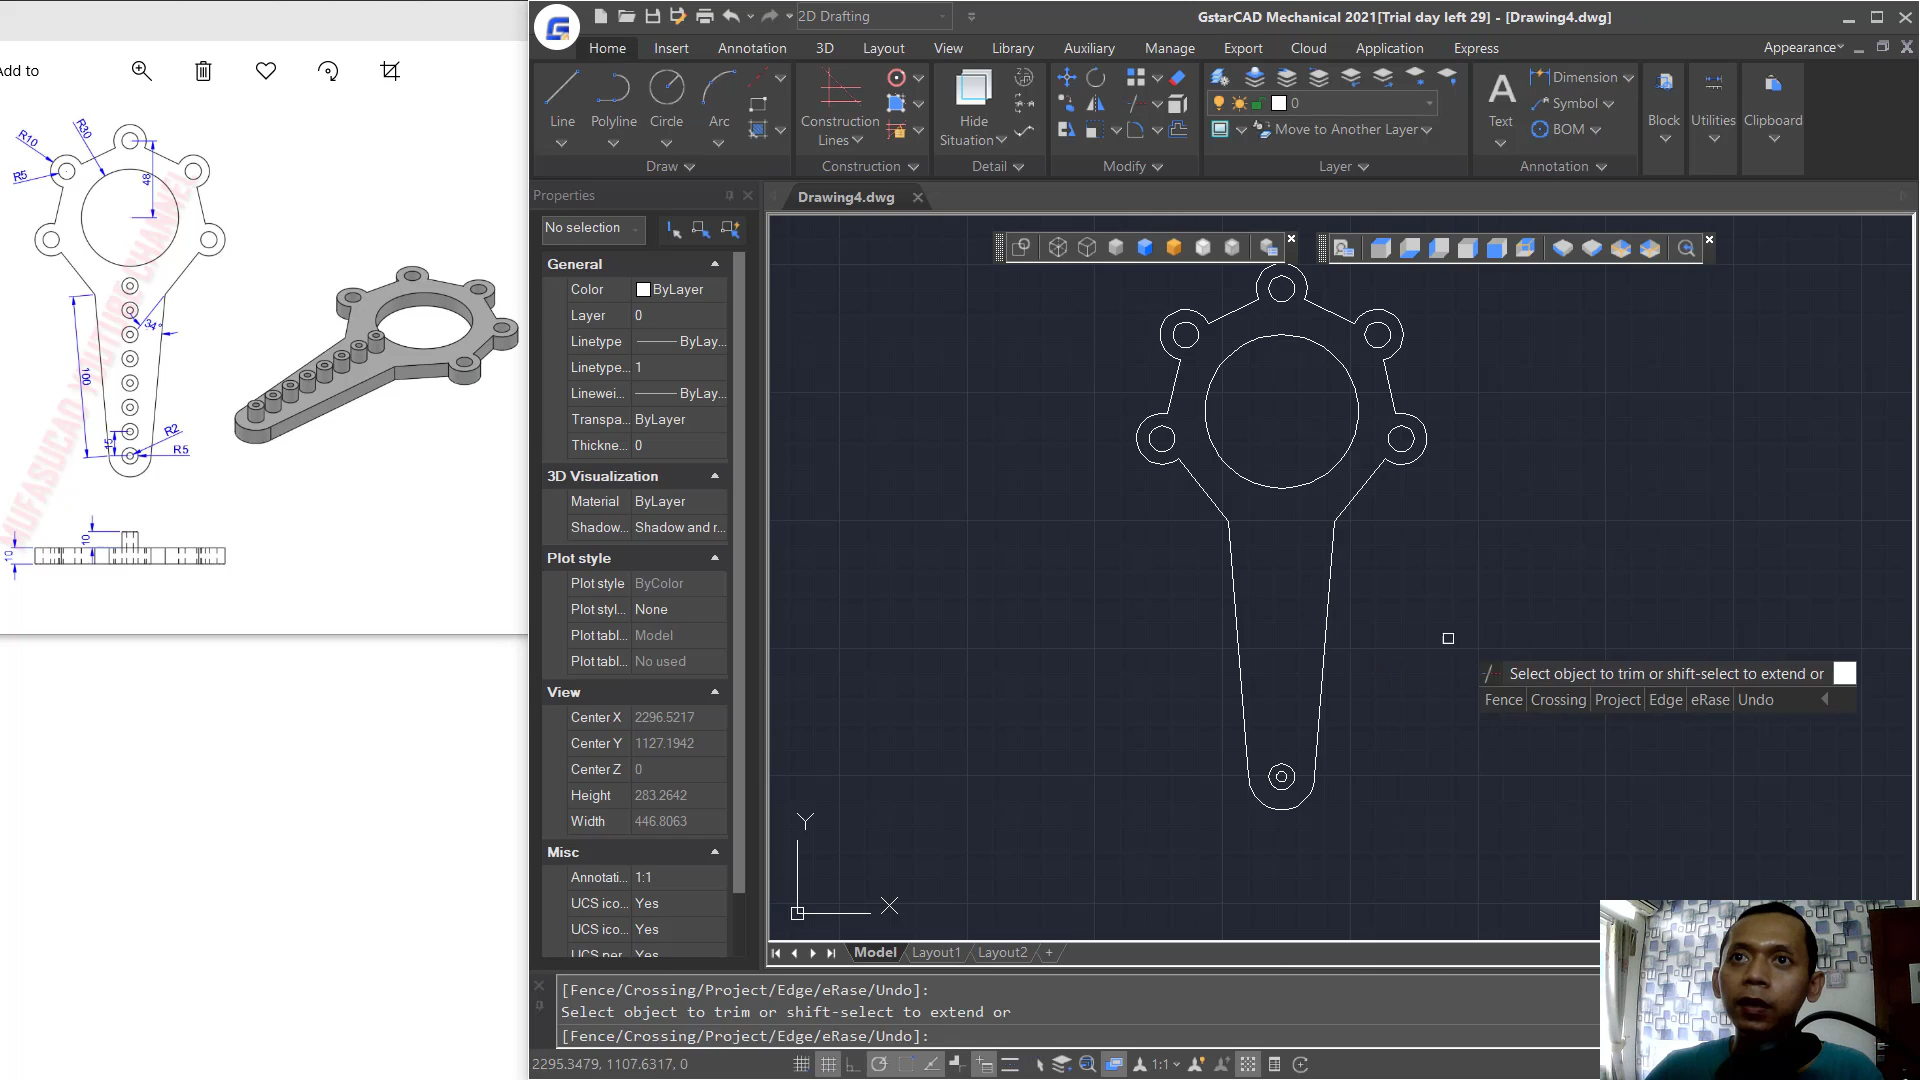 Add to
R10
R30
R5
48
34°
100
15
R2
R5
10
10
MUFASUCAD YOUTUBE CHANNEL
2D Drafting
GstarCAD Mechanical 2021[Trial day left 29] - [Drawing4.dwg]
Home Insert Annotation 3D Layout View Library Auxiliary Manage Export Cloud Application Express Appearance
Line Polyline Circle Arc
Construction Lines
Hide Situation
0
Move to Another Layer
Text
Dimension
Symbol
BOM
Block Utilities Clipboard
Draw Construction Detail Modify Layer Annotation
Properties
Drawing4.dwg
No selection
General
Color ByLayer
Layer 0
Linetype ByLay...
Linetype... 1
Linewei... ByLay...
Transpa... ByLayer
Thickne... 0
3D Visualization
Material ByLayer
Shadow... Shadow and r...
Plot style
Plot style ByColor
Plot styl... None
Plot tabl... Model
Plot tabl... No used
View
Center X 2296.5217
Center Y 1127.1942
Center Z 0
Height 283.2642
Width 446.8063
Misc
Annotati... 1:1
UCS ico... Yes
UCS ico... Yes
UCS per... Yes
Select object to trim or shift-select to extend or
Fence Crossing Project Edge eRase Undo
Y
X
Model Layout1 Layout2 +
[Fence/Crossing/Project/Edge/eRase/Undo]:
Select object to trim or shift-select to extend or
[Fence/Crossing/Project/Edge/eRase/Undo]:
2295.3479, 1107.6317, 0
1:1